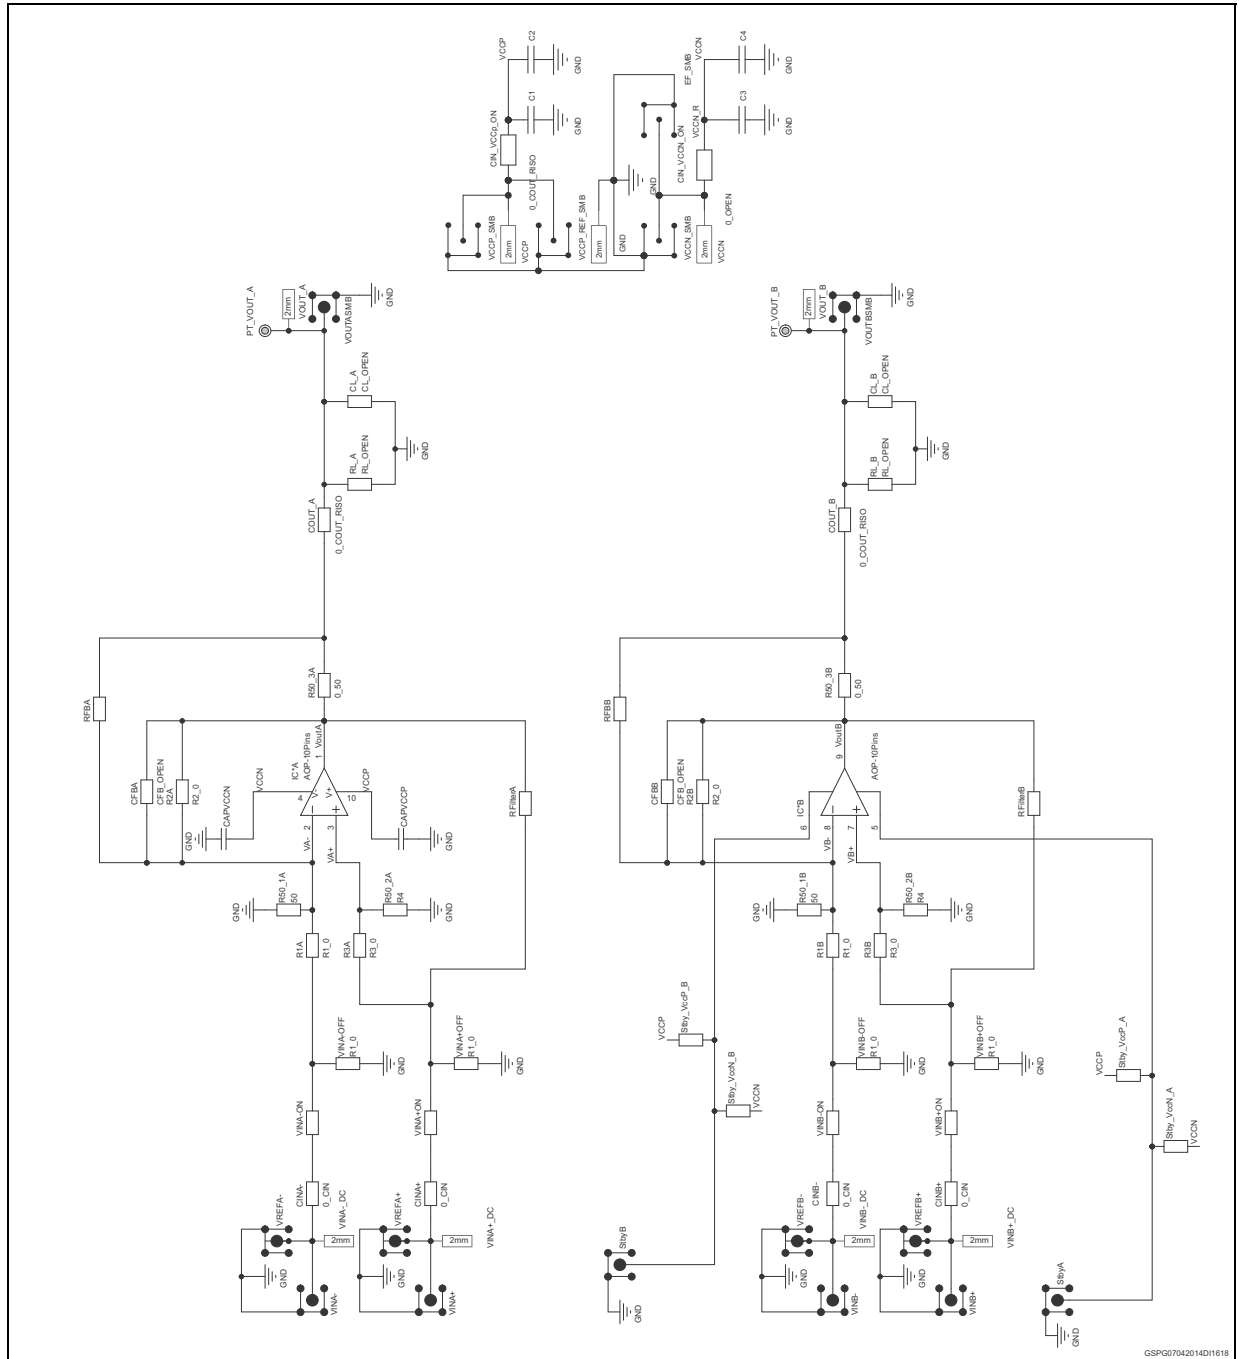 VCCP
C2
GND
CIN_VCCp_ON
C1
GND
0_COUT_RISO
VCCP_SMB
2mm
VCCP
VCCP_REF_SMB
2mm
GND
GND
EF_SMB
VCCN
C4
GND
VCCN_R
C3
GND
CIN_VCCN_ON
0_OPEN
VCCN_SMB
2mm
VCCN
PT_VOUT_A
2mm
VOUT_A
VOUTASMB
GND
CL_A
CL_OPEN
RL_A
RL_OPEN
GND
COUT_A
0_COUT_RISO
PT_VOUT_B
2mm
VOUT_B
VOUTBSMB
GND
CL_B
CL_OPEN
RL_B
RL_OPEN
GND
COUT_B
0_COUT_RISO
RFBA
R50_3A
0_50
CFBA
CFB_OPEN
R2A
R2_0
VCCN
GND
CAPVCCN
IC*A
AOP-10Pins
VoutA
1
4
V-
V+
10
2
3
VA-
VA+
VCCP
CAPVCCP
GND
RFilterA
RFBB
R50_3B
0_50
CFBB
CFB_OPEN
R2B
R2_0
IC*B
AOP-10Pins
VoutB
9
6
8
7
5
VB-
VB+
RFilterB
GND
R50_1A
50
R50_2A
R4
GND
R1A
R1_0
R3A
R3_0
GND
R50_1B
50
R50_2B
R4
GND
R1B
R1_0
R3B
R3_0
VINA-OFF
R1_0
GND
VINA+OFF
R1_0
GND
VCCP
Stby_VccP_B
Stby_VccN_B
VCCN
VINB-OFF
R1_0
GND
VINB+OFF
R1_0
GND
VCCP
Stby_VccP_A
Stby_VccN_A
VCCN
VINA-ON
VINA+ON
VINB-ON
VINB+ON
CINA-
0_CIN
CINA+
0_CIN
CINB-
0_CIN
CINB+
0_CIN
VREFA-
VINA-_DC
2mm
GND
VINA-
VREFA+
VINA+_DC
2mm
GND
VINA+
StbyB
GND
VREFB-
VINB-_DC
2mm
GND
VINB-
VREFB+
VINB+_DC
2mm
GND
VINB+
StbyA
GND
GSPG07042014DI1618